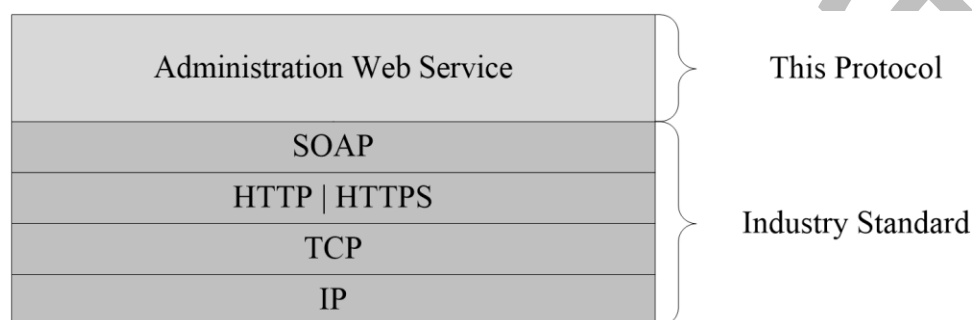 Administration Web Service
This Protocol
SOAP
HTTP | HTTPS
TCP
IP
Industry Standard